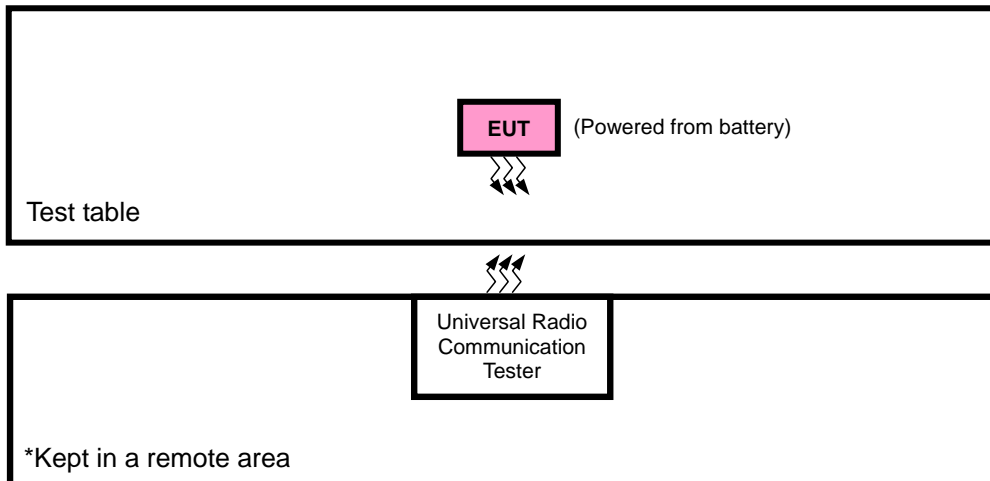 EUT
(Powered from battery)
Test table
Universal Radio
Communication
Tester
*Kept in a remote area